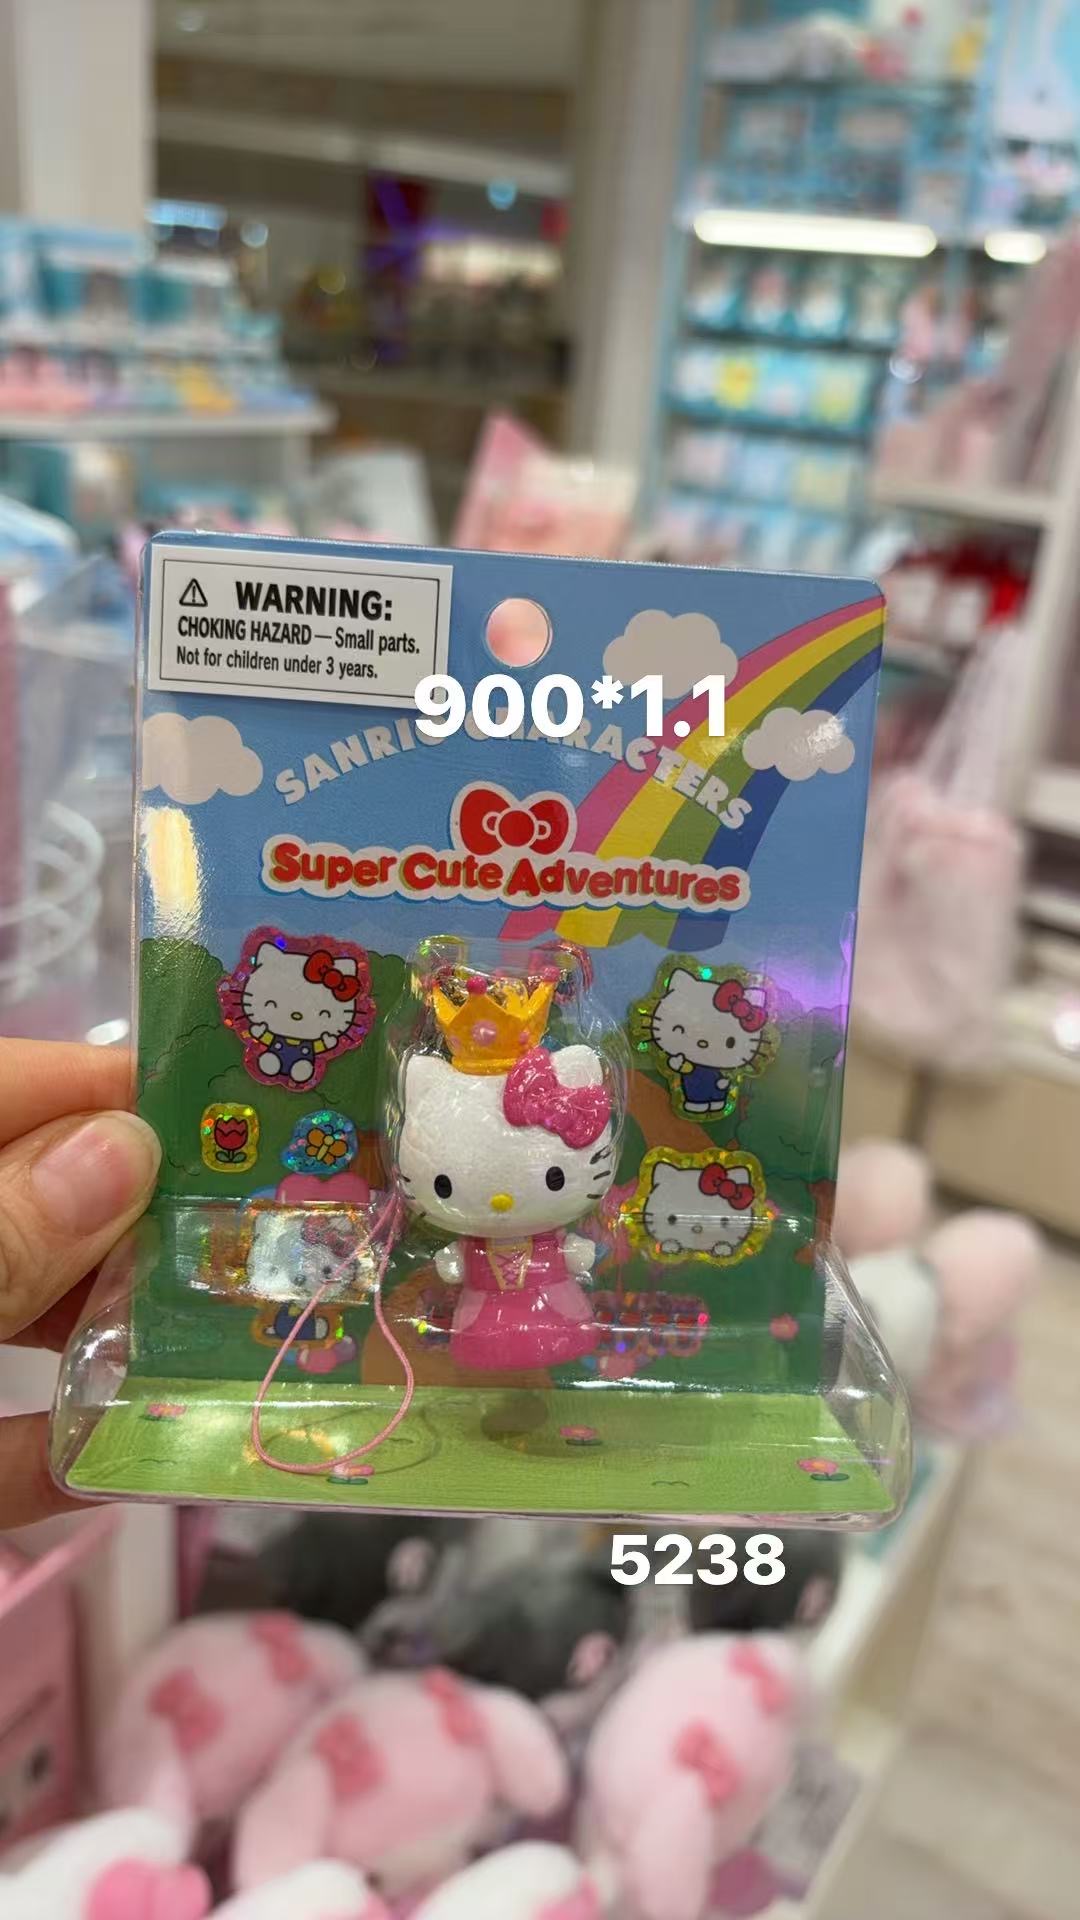 WARNING:
CHOKING HAZARD — Small parts.
Not for children under 3 years.
900*1.1
SANRIO CHARACTERS
Super Cute Adventures
5238